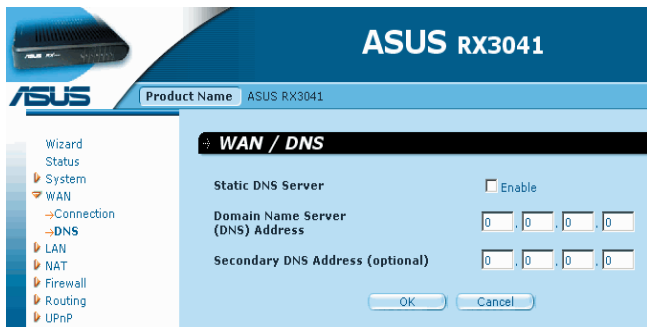 ASUS RX3041
ASUS
Product Name ASUS RX3041
Wizard
Status
System
WAN
Connection
DNS
LAN
NAT
Firewall
Routing
UPnP
WAN / DNS
Static DNS Server Enable
Domain Name Server
(DNS) Address 0 . 0 . 0 . 0
Secondary DNS Address (optional) 0 . 0 . 0 . 0
OK Cancel